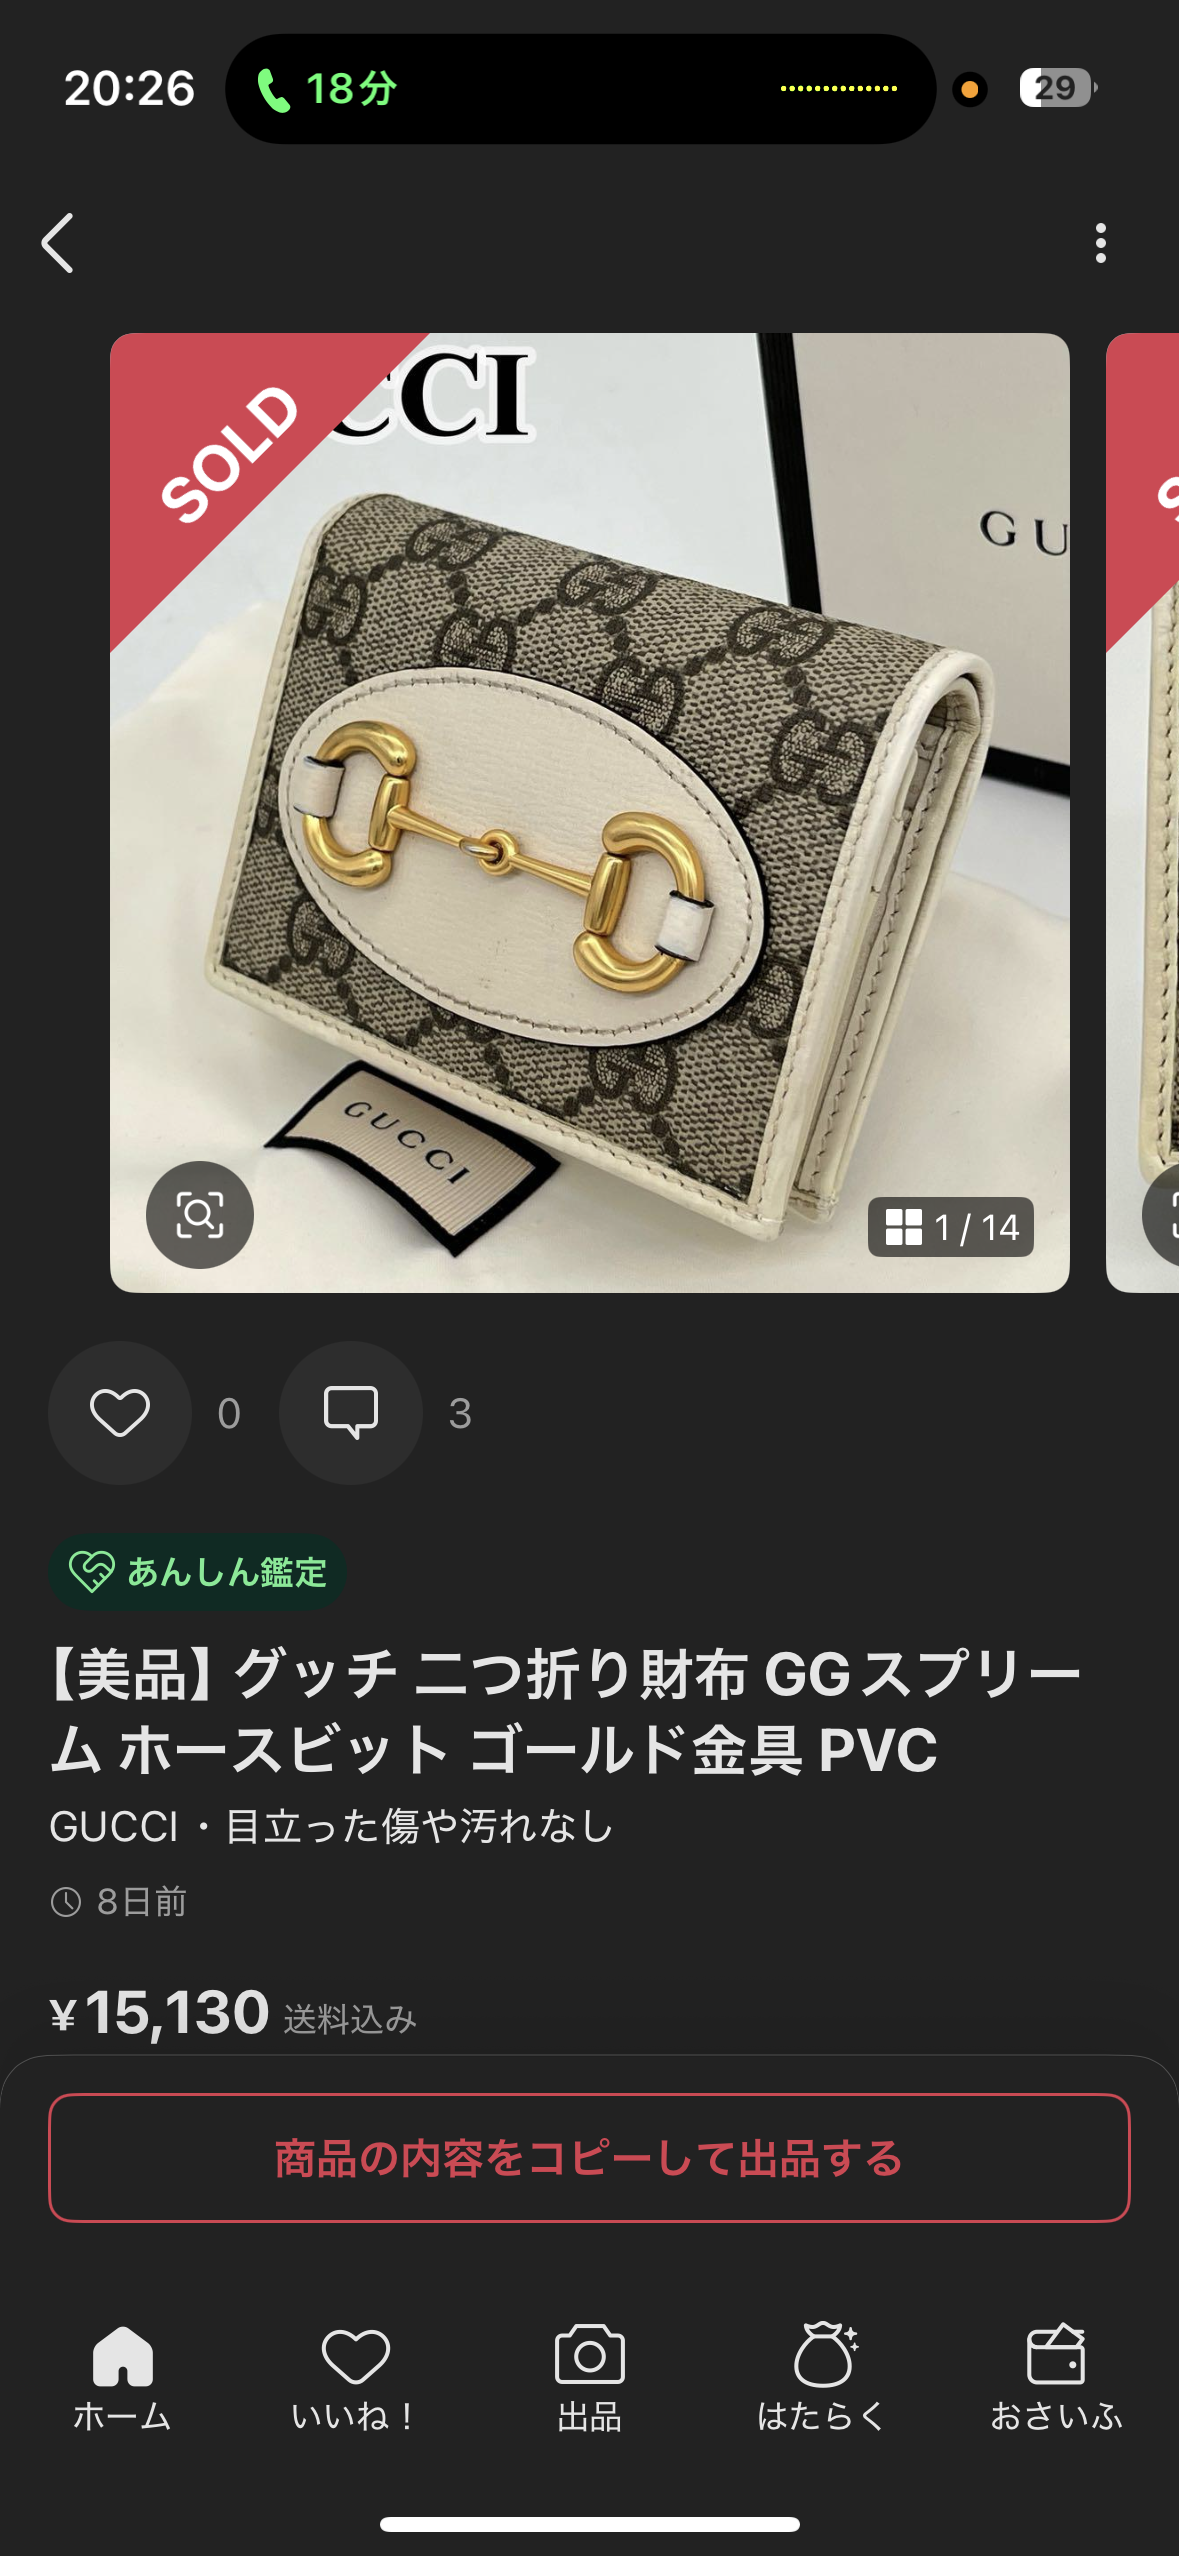 20:26
18分
29
SOLD
CCI
GU
GUCCI
1 / 14
0
3
あんしん鑑定
【美品】グッチ 二つ折り財布 GGスプリー
ム ホースビット ゴールド金具 PVC
GUCCI・目立った傷や汚れなし
8日前
¥15,130 送料込み
商品の内容をコピーして出品する
ホーム
いいね！
出品
はたらく
おさいふ